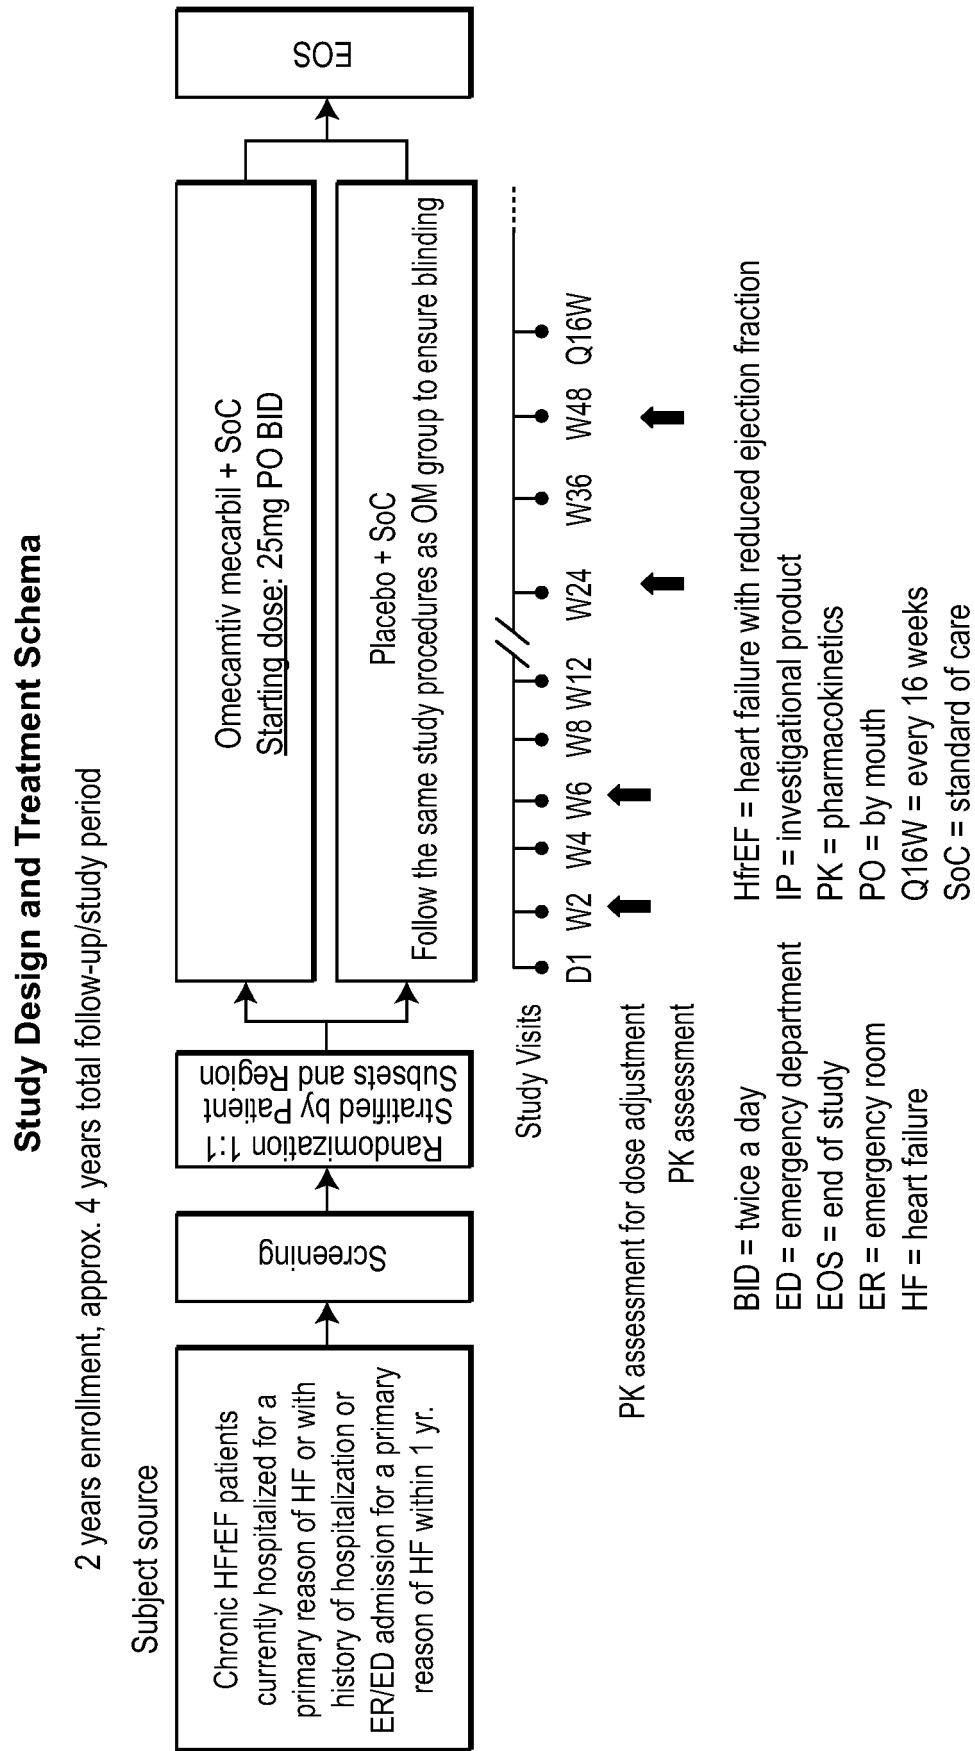 Study Design and Treatment Schema
2 years enrollment, approx. 4 years total follow-up/study period
Subject source
Chronic HFrEF patients
currently hospitalized for a
primary reason of HF or with
history of hospitalization or
ER/ED admission for a primary
reason of HF within 1 yr.
Screening
Randomization 1:1
Stratified by Patient
Subsets and Region
Omecamtiv mecarbil + SoC
Starting dose: 25mg PO BID
Placebo + SoC
Follow the same study procedures as OM group to ensure blinding
EOS
Study Visits
D1 W2 W4 W6 W8 W12 W24 W36 W48 Q16W
PK assessment for dose adjustment
PK assessment
BID = twice a day
ED = emergency department
EOS = end of study
ER = emergency room
HF = heart failure
HfrEF = heart failure with reduced ejection fraction
IP = investigational product
PK = pharmacokinetics
PO = by mouth
Q16W = every 16 weeks
SoC = standard of care